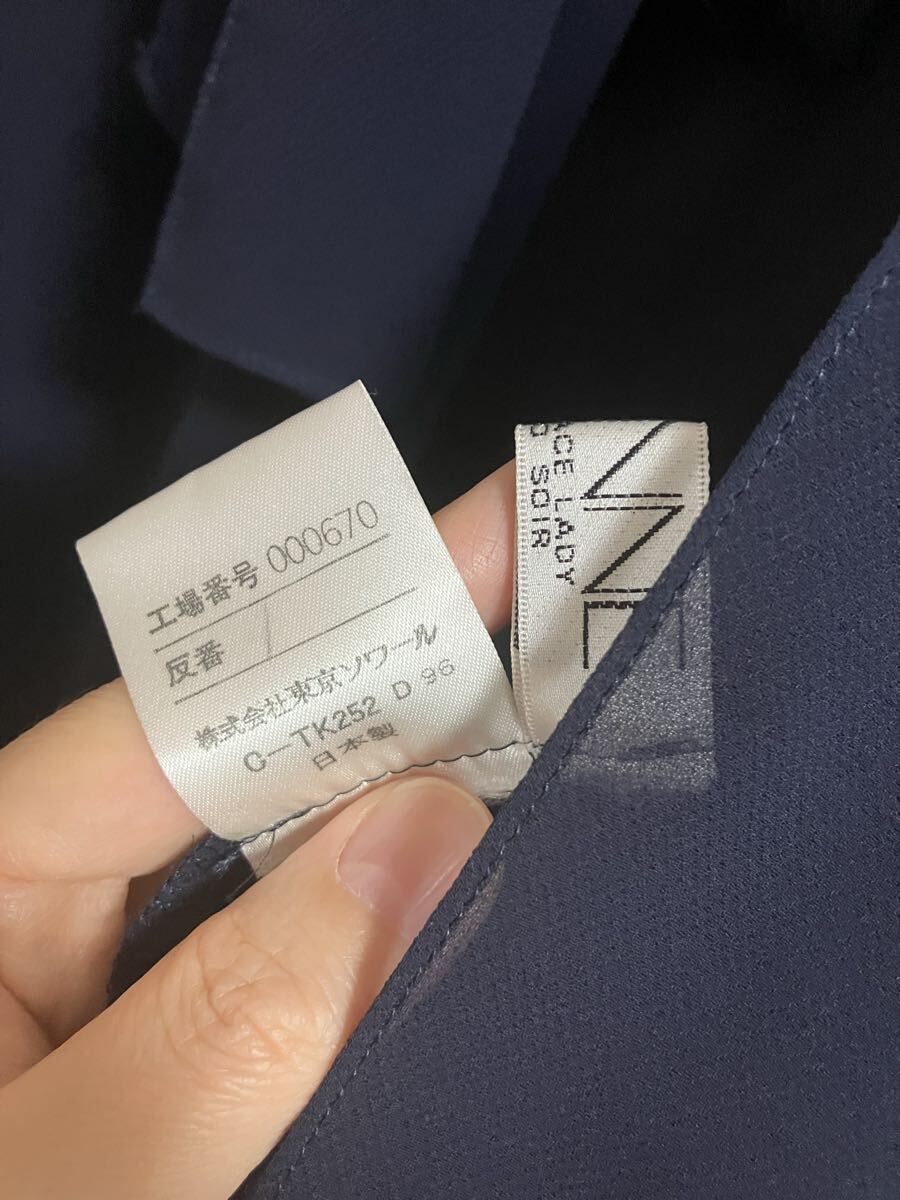 工場番号 000670
反番
株式会社東京ソワール
C-TK252 D 96
日本製
NNE
ACE LADY
O SOIR